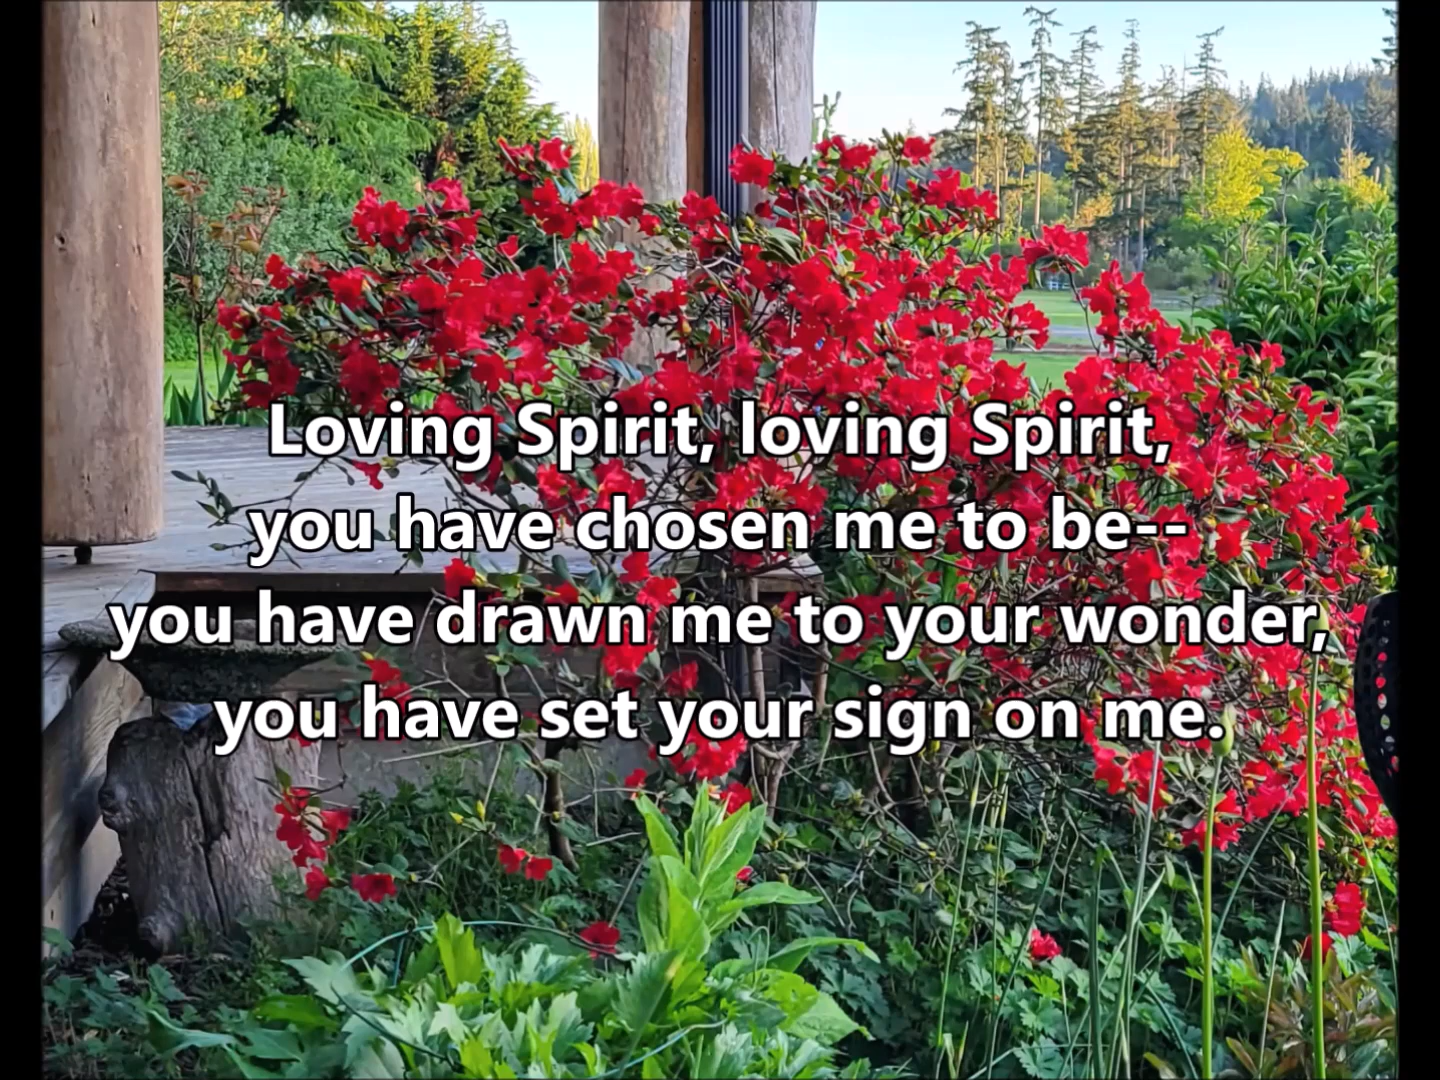 Loving Spirit, loving Spirit,
you have chosen me to be--
you have drawn me to your wonder,
you have set your sign on me.